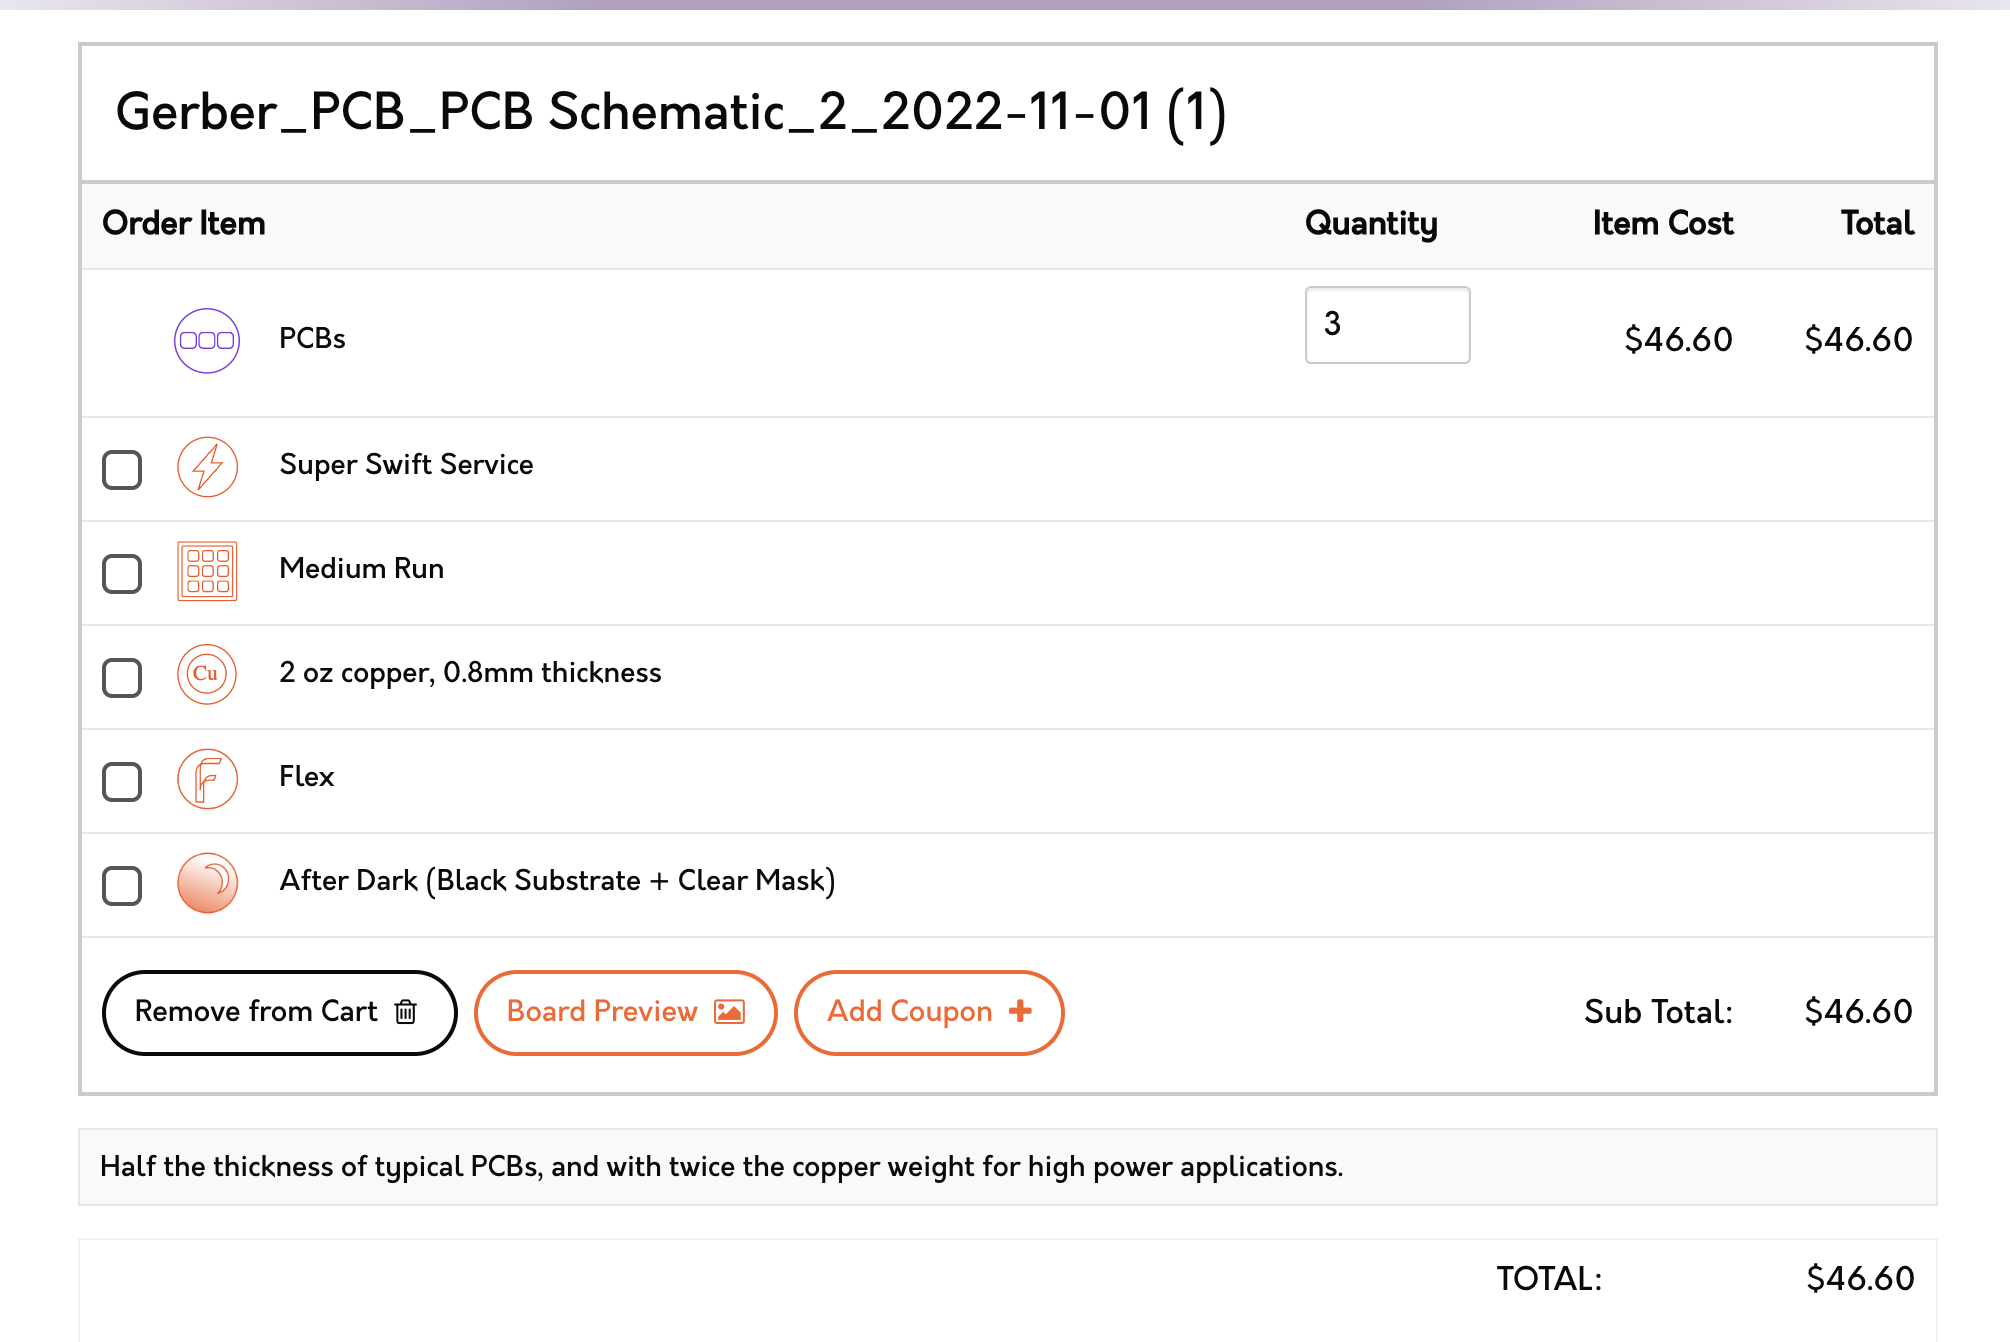 Gerber_PCB_PCB Schematic_2_2022-11-01 (1)
Order Item Quantity Item Cost Total
PCBs 3 $46.60 $46.60
Super Swift Service
Medium Run
Cu 2 oz copper, 0.8mm thickness
F Flex
After Dark (Black Substrate + Clear Mask)
Remove from Cart Board Preview Add Coupon Sub Total: $46.60
Half the thickness of typical PCBs, and with twice the copper weight for high power applications.
TOTAL: $46.60